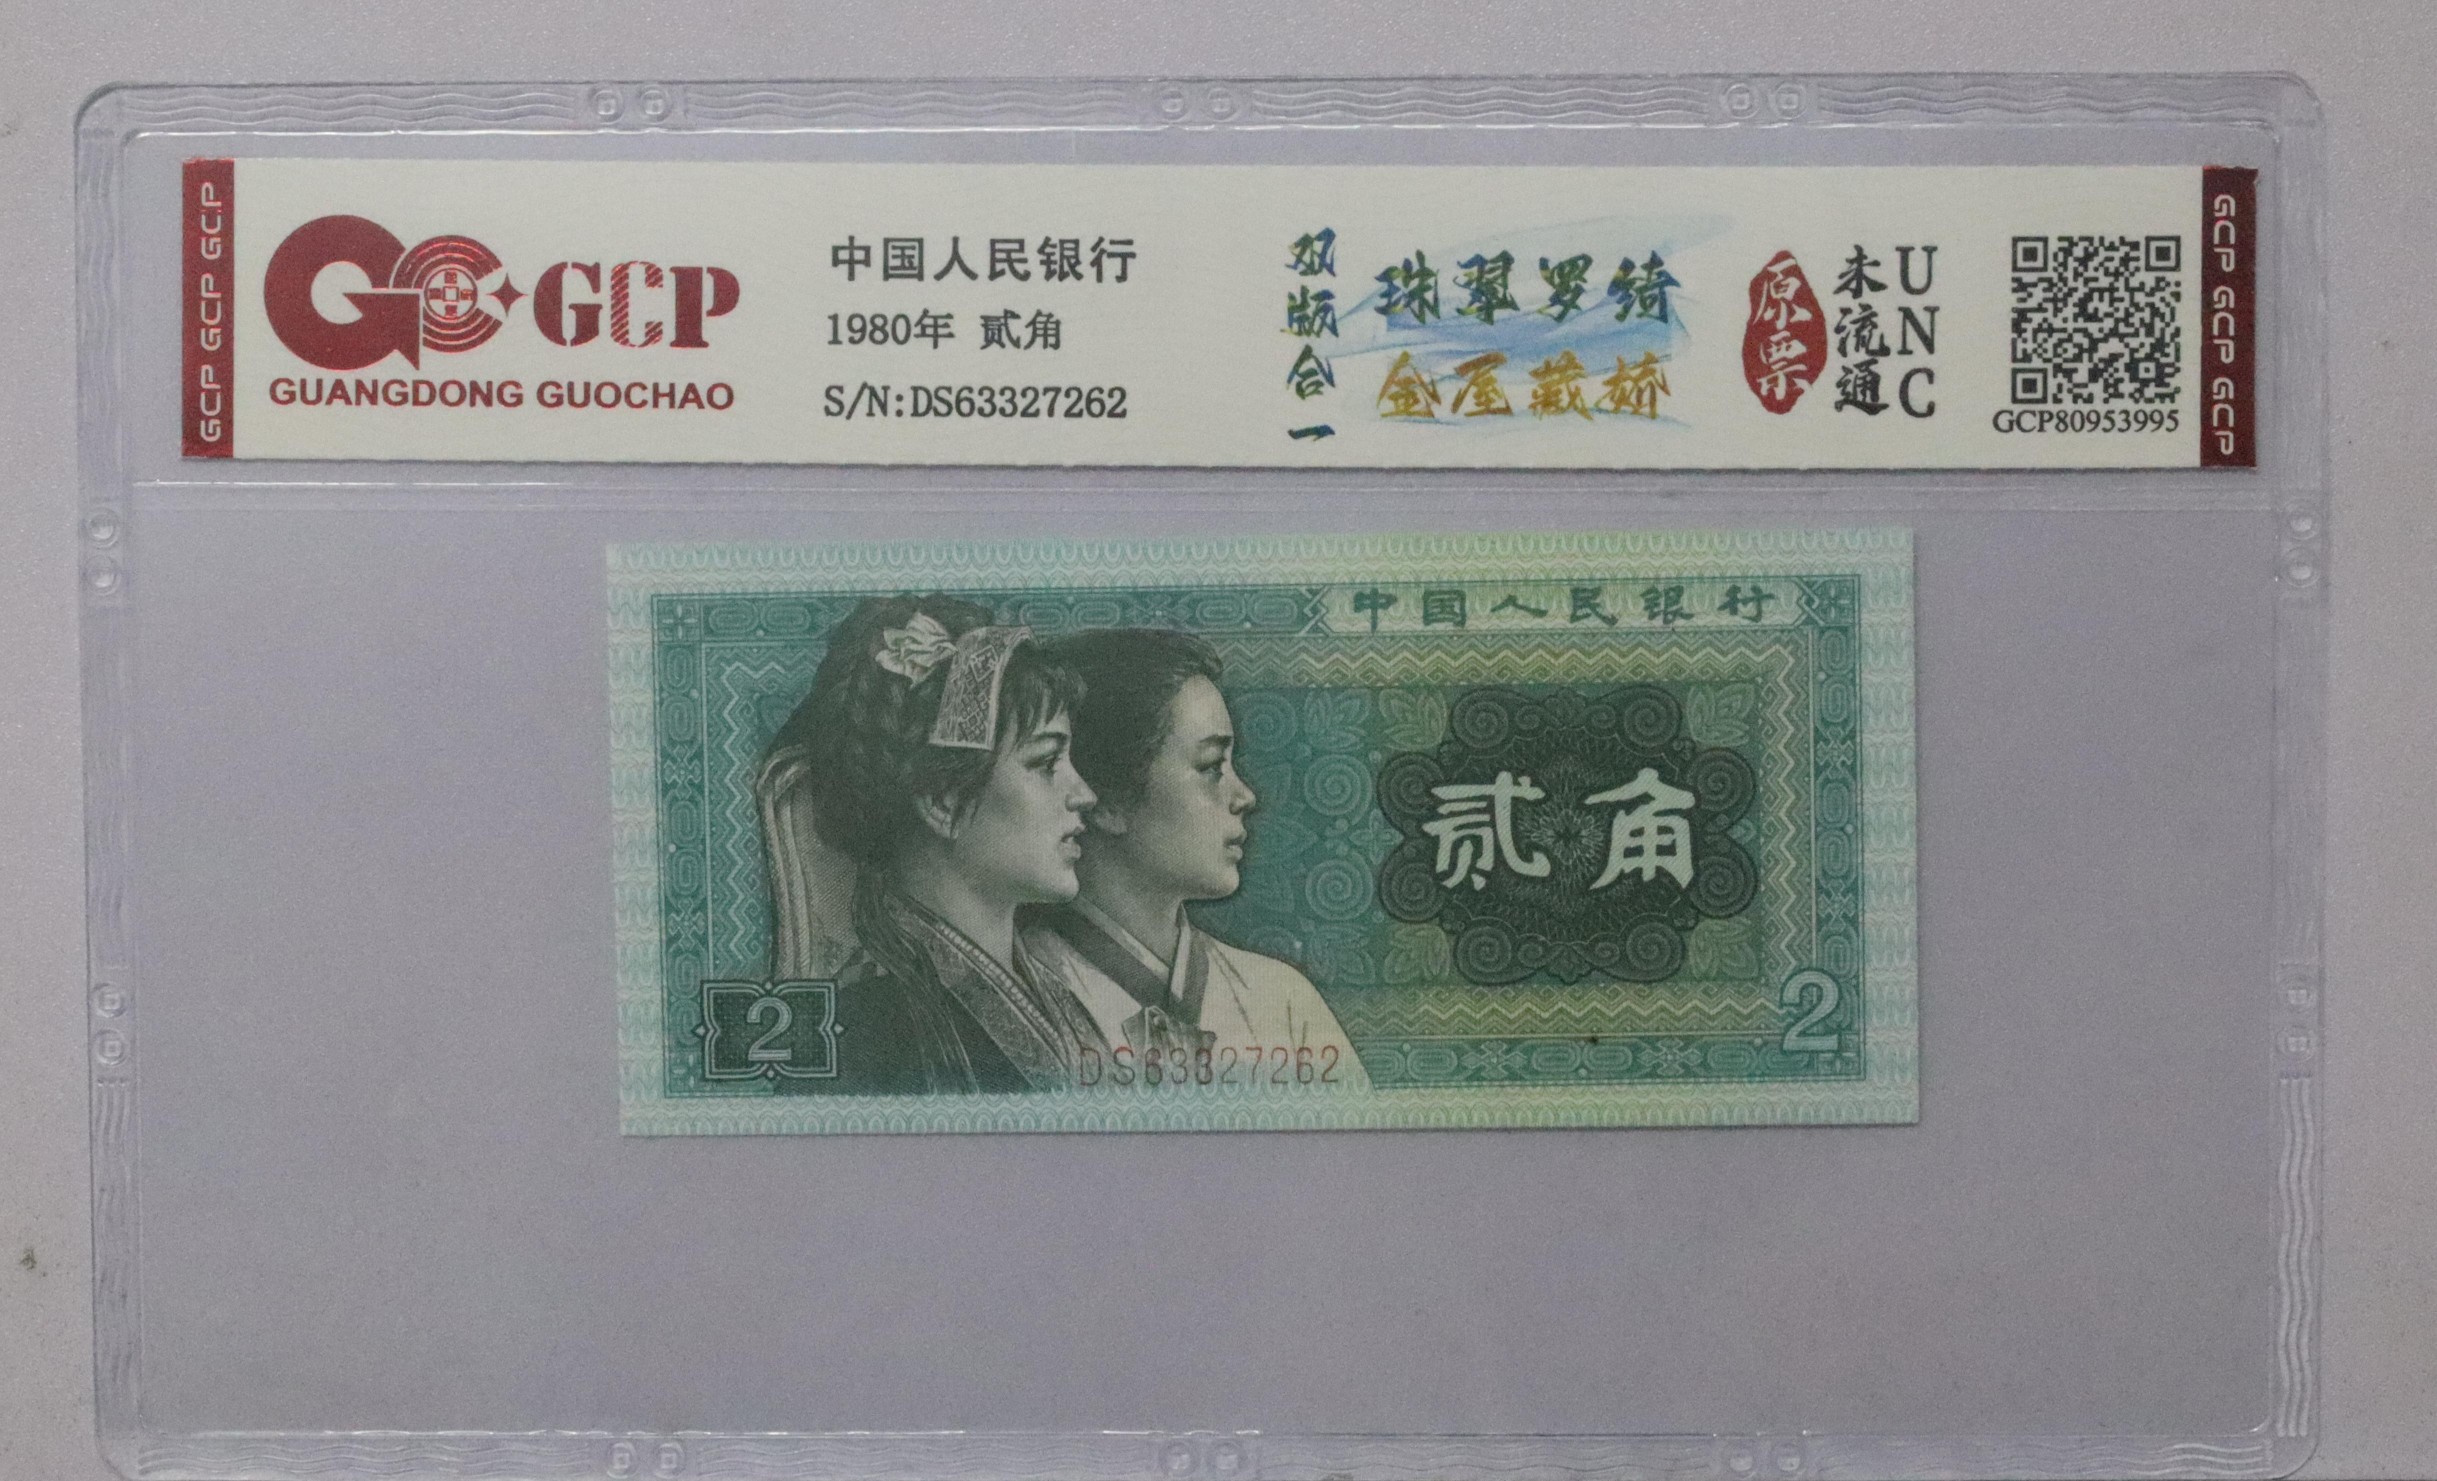 GCP GCP GCP
GCP
GUANGDONG GUOCHAO
中国人民银行
1980年 贰角
S/N:DS63327262
双版合一
珠翠罗绮
金屋藏娇
原票
未流通
UNC
GCP80953995
GCP GCP GCP
中国人民银行
贰角
2
2
DS63327262